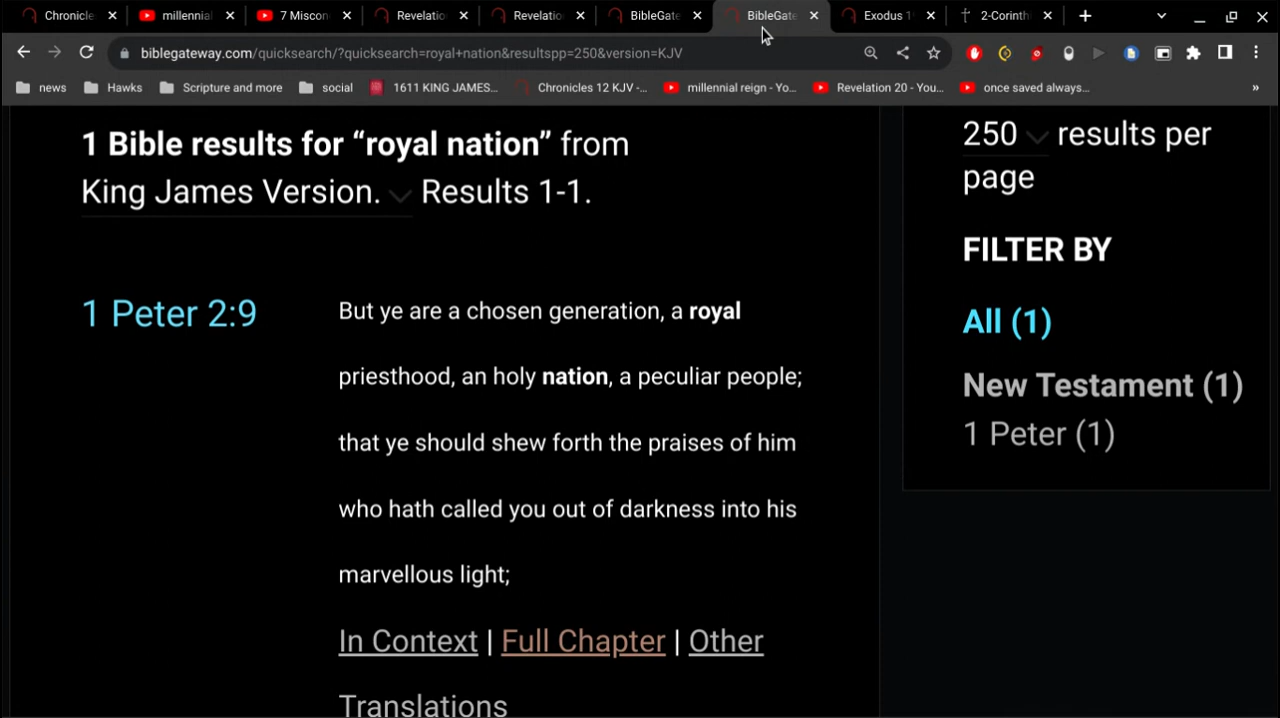 Chronicle
millennial
7 Miscon
Revelatio
Revelatio
BibleGate
BibleGate
Exodus 1
2-Corinth
biblegateway.com/quicksearch/?quicksearch=royal+nation&resultspp=250&version=KJV
news
Hawks
Scripture and more
social
1611 KING JAMES...
Chronicles 12 KJV -...
millennial reign - Yo...
Revelation 20 - You...
once saved always...
»
1 Bible results for “royal nation” from
King James Version. Results 1-1.
1 Peter 2:9
But ye are a chosen generation, a royal
priesthood, an holy nation, a peculiar people;
that ye should shew forth the praises of him
who hath called you out of darkness into his
marvellous light;
In Context | Full Chapter | Other
Translations
250 results per
page
FILTER BY
All (1)
New Testament (1)
1 Peter (1)